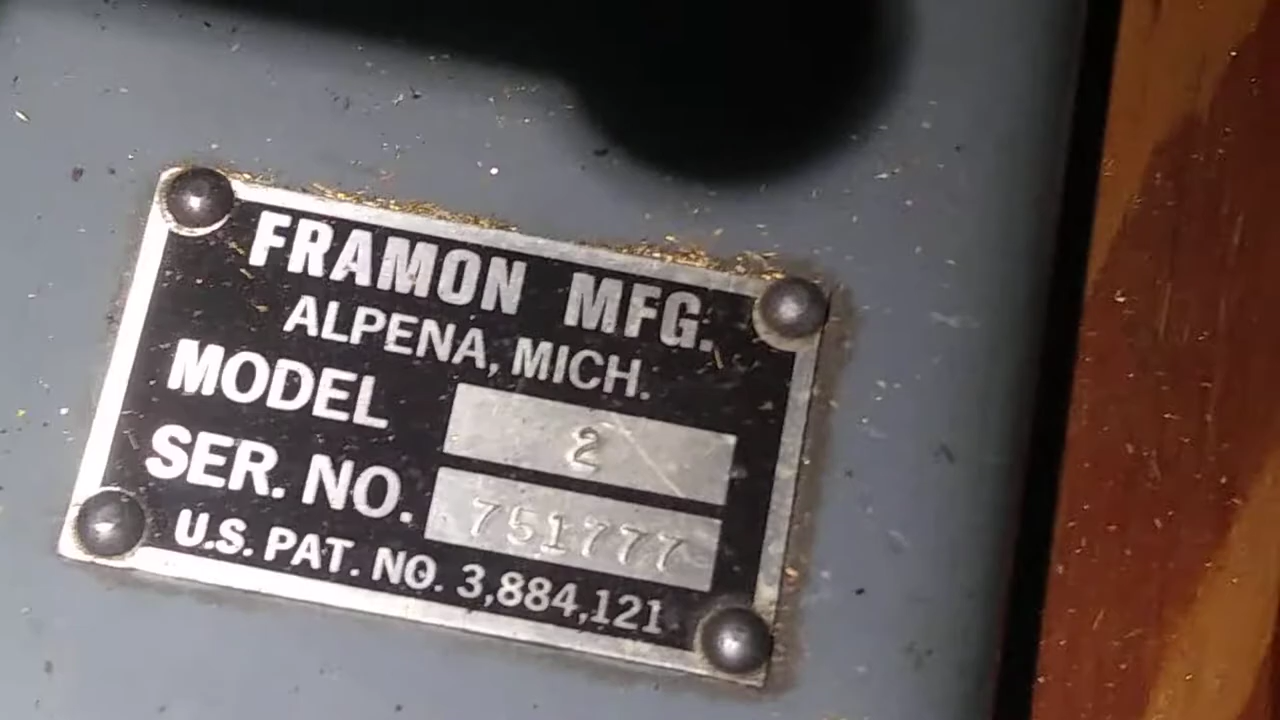 FRAMON MFG.
ALPENA, MICH.
MODEL 2
SER. NO. 751777
U.S. PAT. NO. 3,884,121